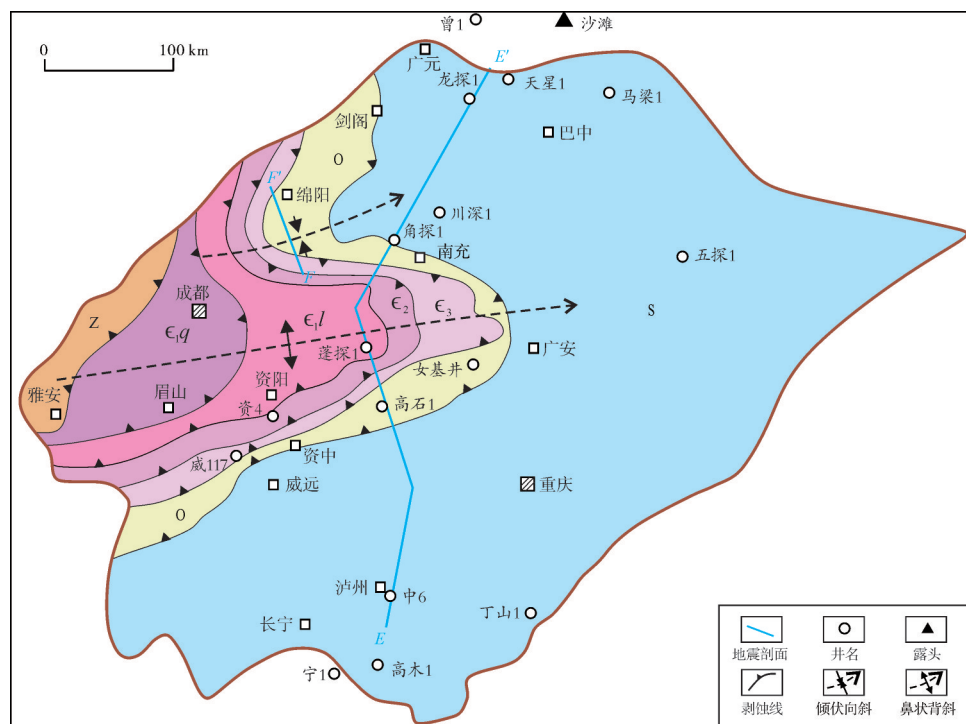 曾1
沙滩
0
100 km
广元
E'
龙探1
天星1
马梁1
剑阁
巴中
O
F'
绵阳
川深1
角探1
南充
五探1
F
成都
Z
Є₁q
Є₁l
Є₂
Є₃
S
蓬探1
广安
女基井
雅安
眉山
资阳
资4
高石1
资中
威117
威远
重庆
O
泸州
中6
长宁
丁山1
E
宁1
高木1
地震剖面
井名
露头
剥蚀线
倾伏向斜
鼻状背斜